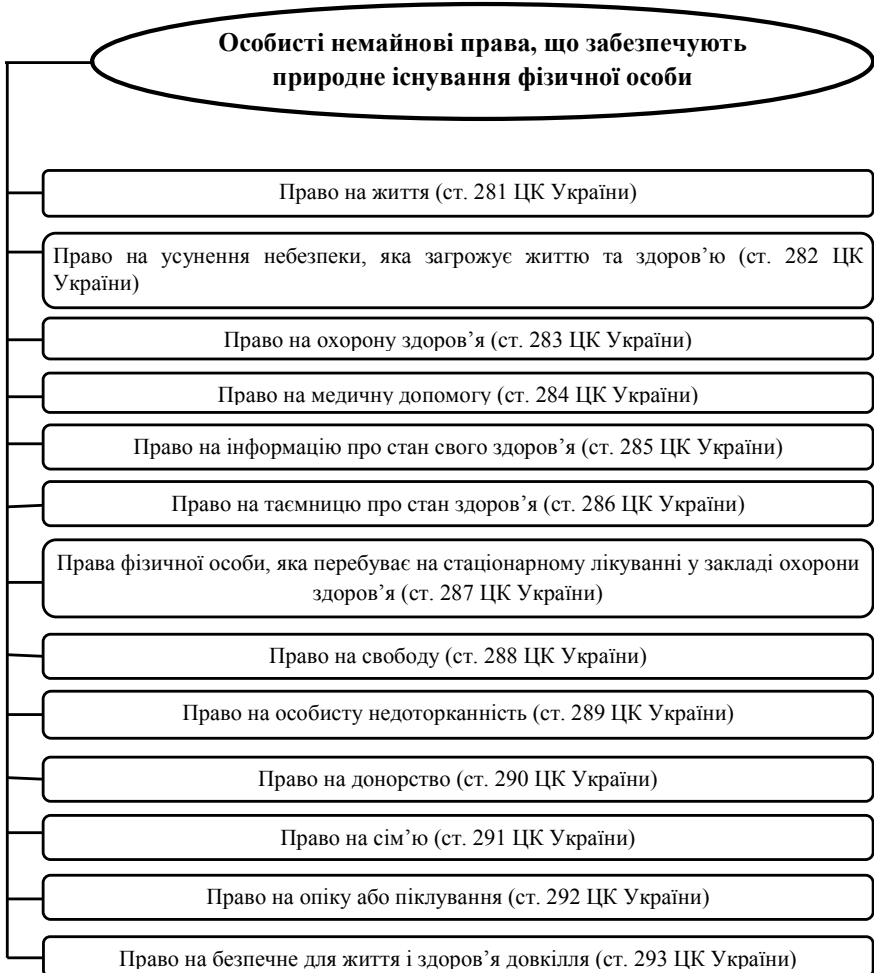 Особисті немайнові права, що забезпечують
природне існування фізичної особи
Право на життя (ст. 281 ЦК України)
Право на усунення небезпеки, яка загрожує життю та здоров’ю (ст. 282 ЦК
України)
Право на охорону здоров’я (ст. 283 ЦК України)
Право на медичну допомогу (ст. 284 ЦК України)
Право на інформацію про стан свого здоров’я (ст. 285 ЦК України)
Право на таємницю про стан здоров’я (ст. 286 ЦК України)
Права фізичної особи, яка перебуває на стаціонарному лікуванні у закладі охорони
здоров’я (ст. 287 ЦК України)
Право на свободу (ст. 288 ЦК України)
Право на особисту недоторканність (ст. 289 ЦК України)
Право на донорство (ст. 290 ЦК України)
Право на сім’ю (ст. 291 ЦК України)
Право на опіку або піклування (ст. 292 ЦК України)
Право на безпечне для життя і здоров’я довкілля (ст. 293 ЦК України)